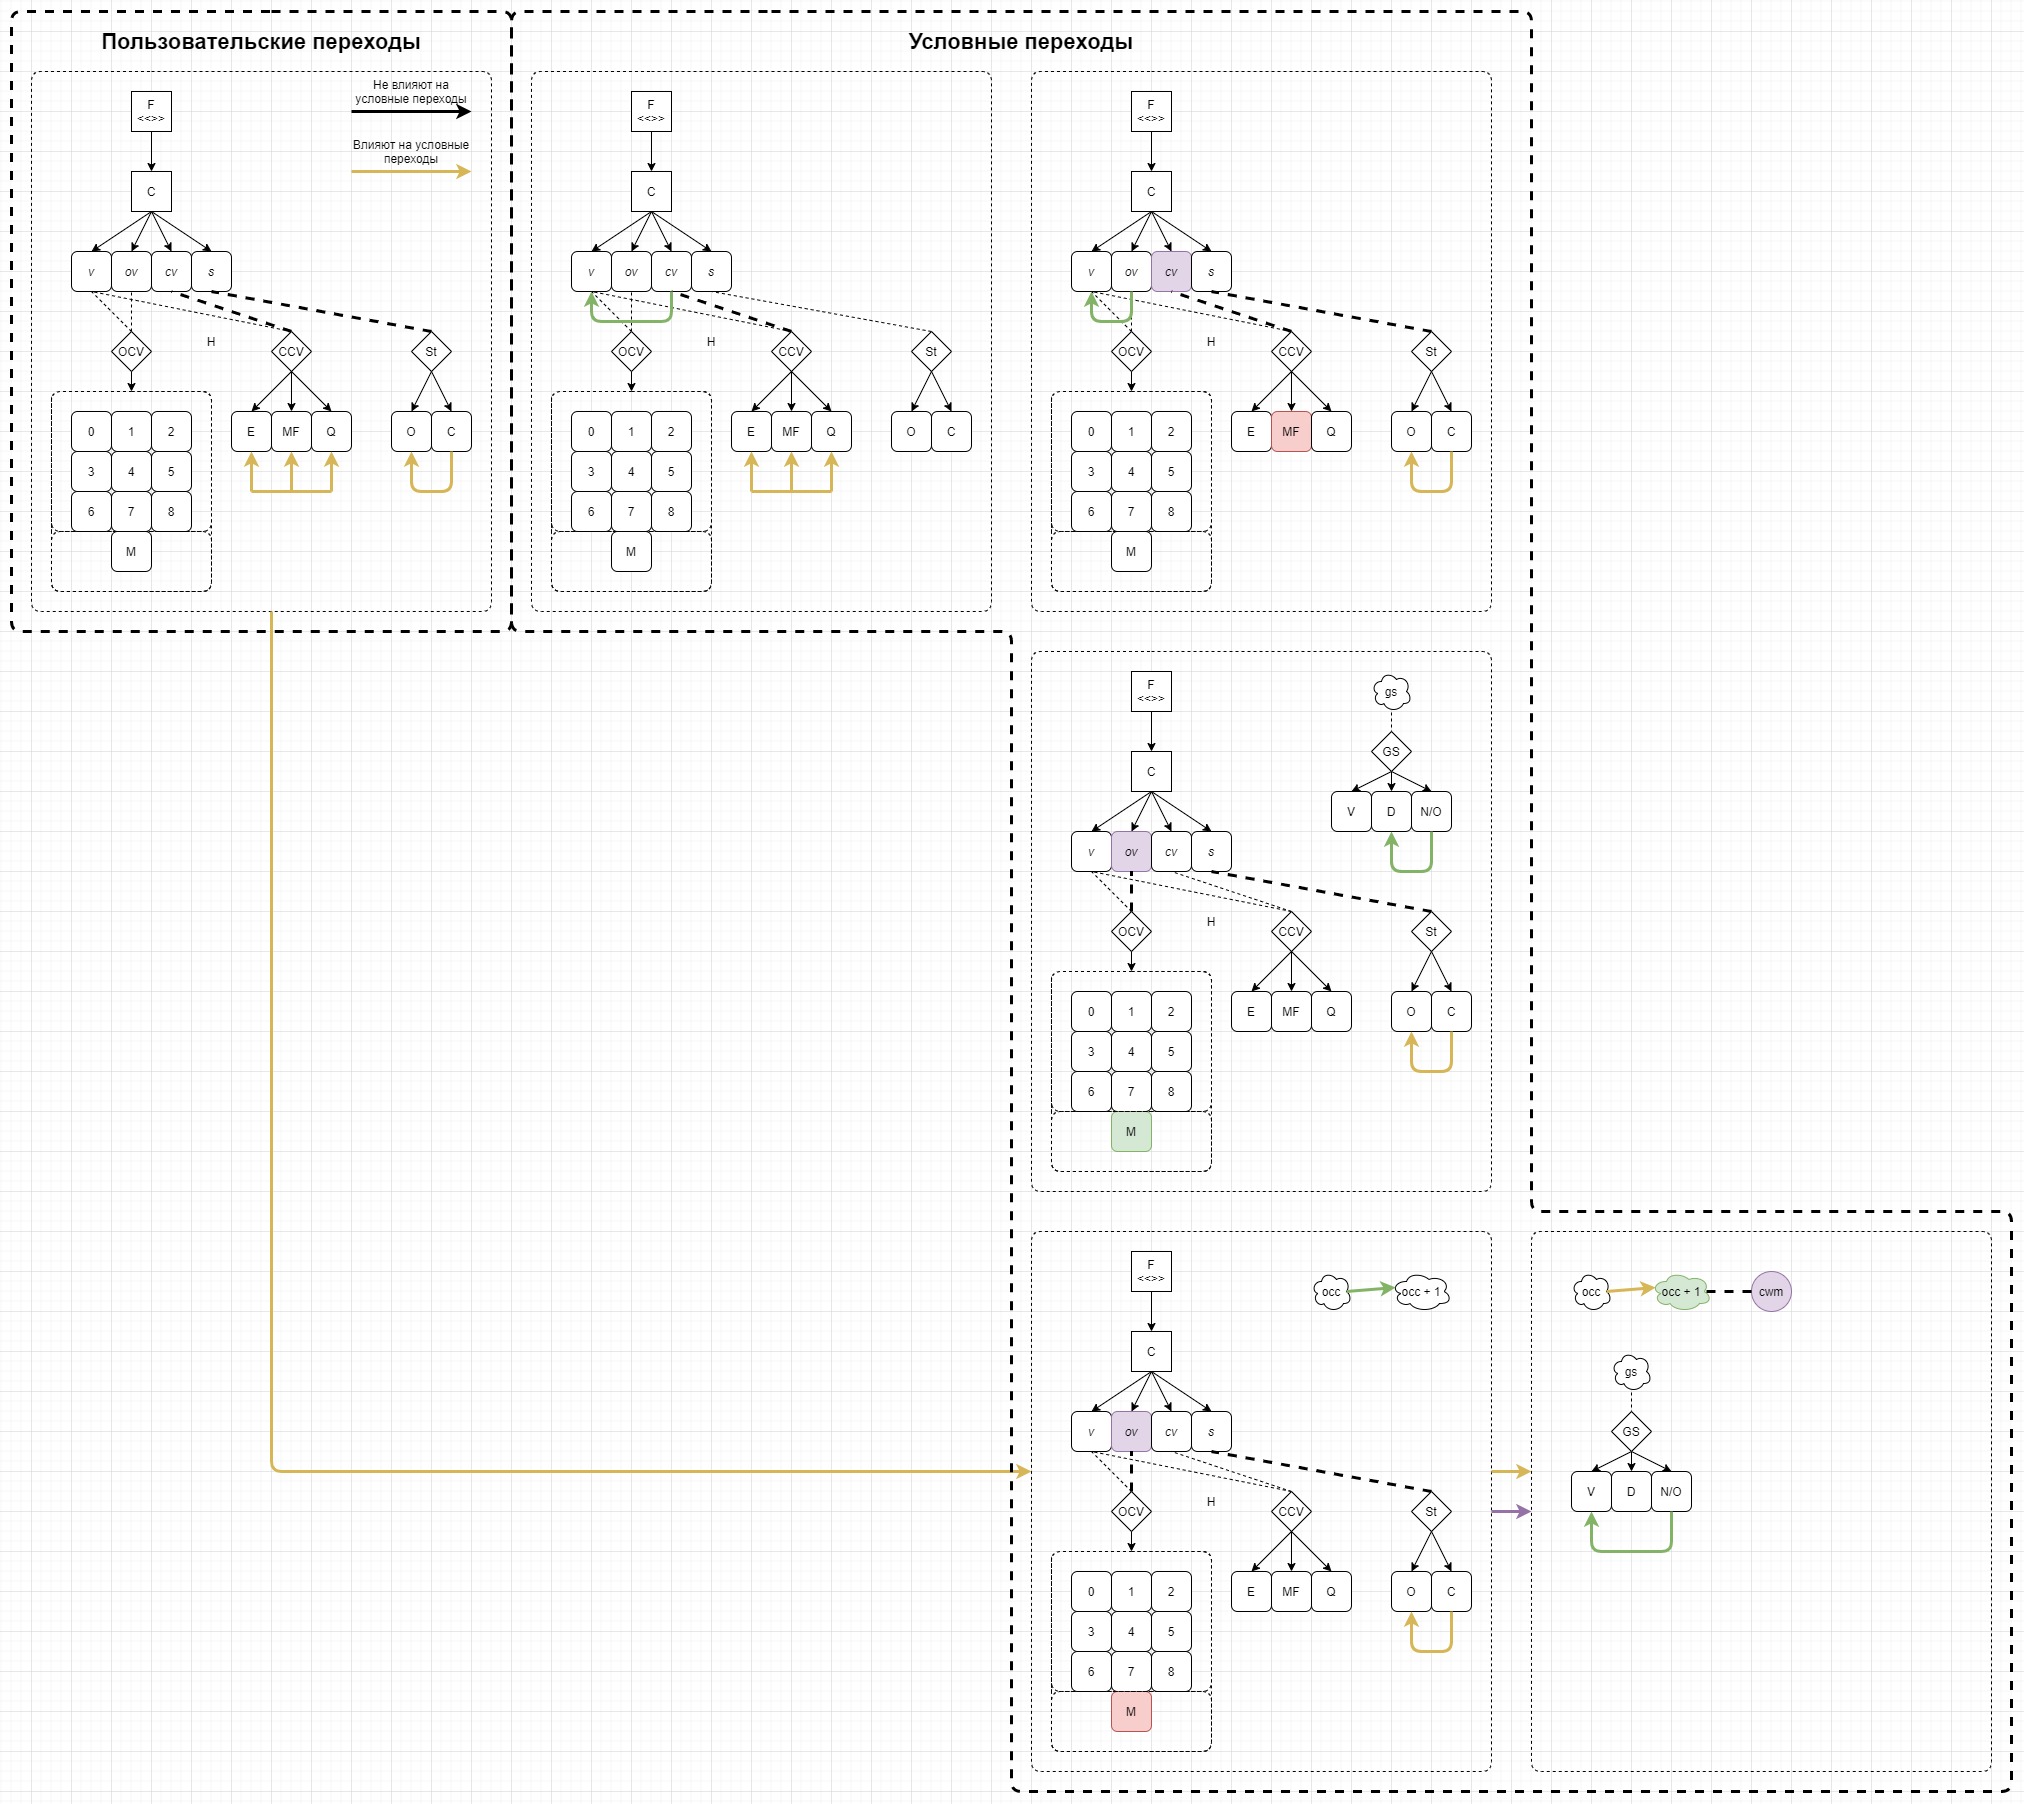 Пользовательские переходы
Условные переходы
F
<<>>
Не влияют на
условные переходы
Влияют на условные
переходы
C
v ov cv s
H
OCV CCV St
0 1 2 E MF Q O C
3 4 5
6 7 8
M
F
<<>>
C
v ov cv s
H
OCV CCV St
0 1 2 E MF Q O C
3 4 5
6 7 8
M
F
<<>>
C
v ov cv s
H
OCV CCV St
0 1 2 E MF Q O C
3 4 5
6 7 8
M
F
<<>>
gs
C
GS
V D N/O
v ov cv s
H
OCV CCV St
0 1 2 E MF Q O C
3 4 5
6 7 8
M
F
<<>>
occ occ + 1
C
v ov cv s
H
OCV CCV St
0 1 2 E MF Q O C
3 4 5
6 7 8
M
occ occ + 1 cwm
gs
GS
V D N/O